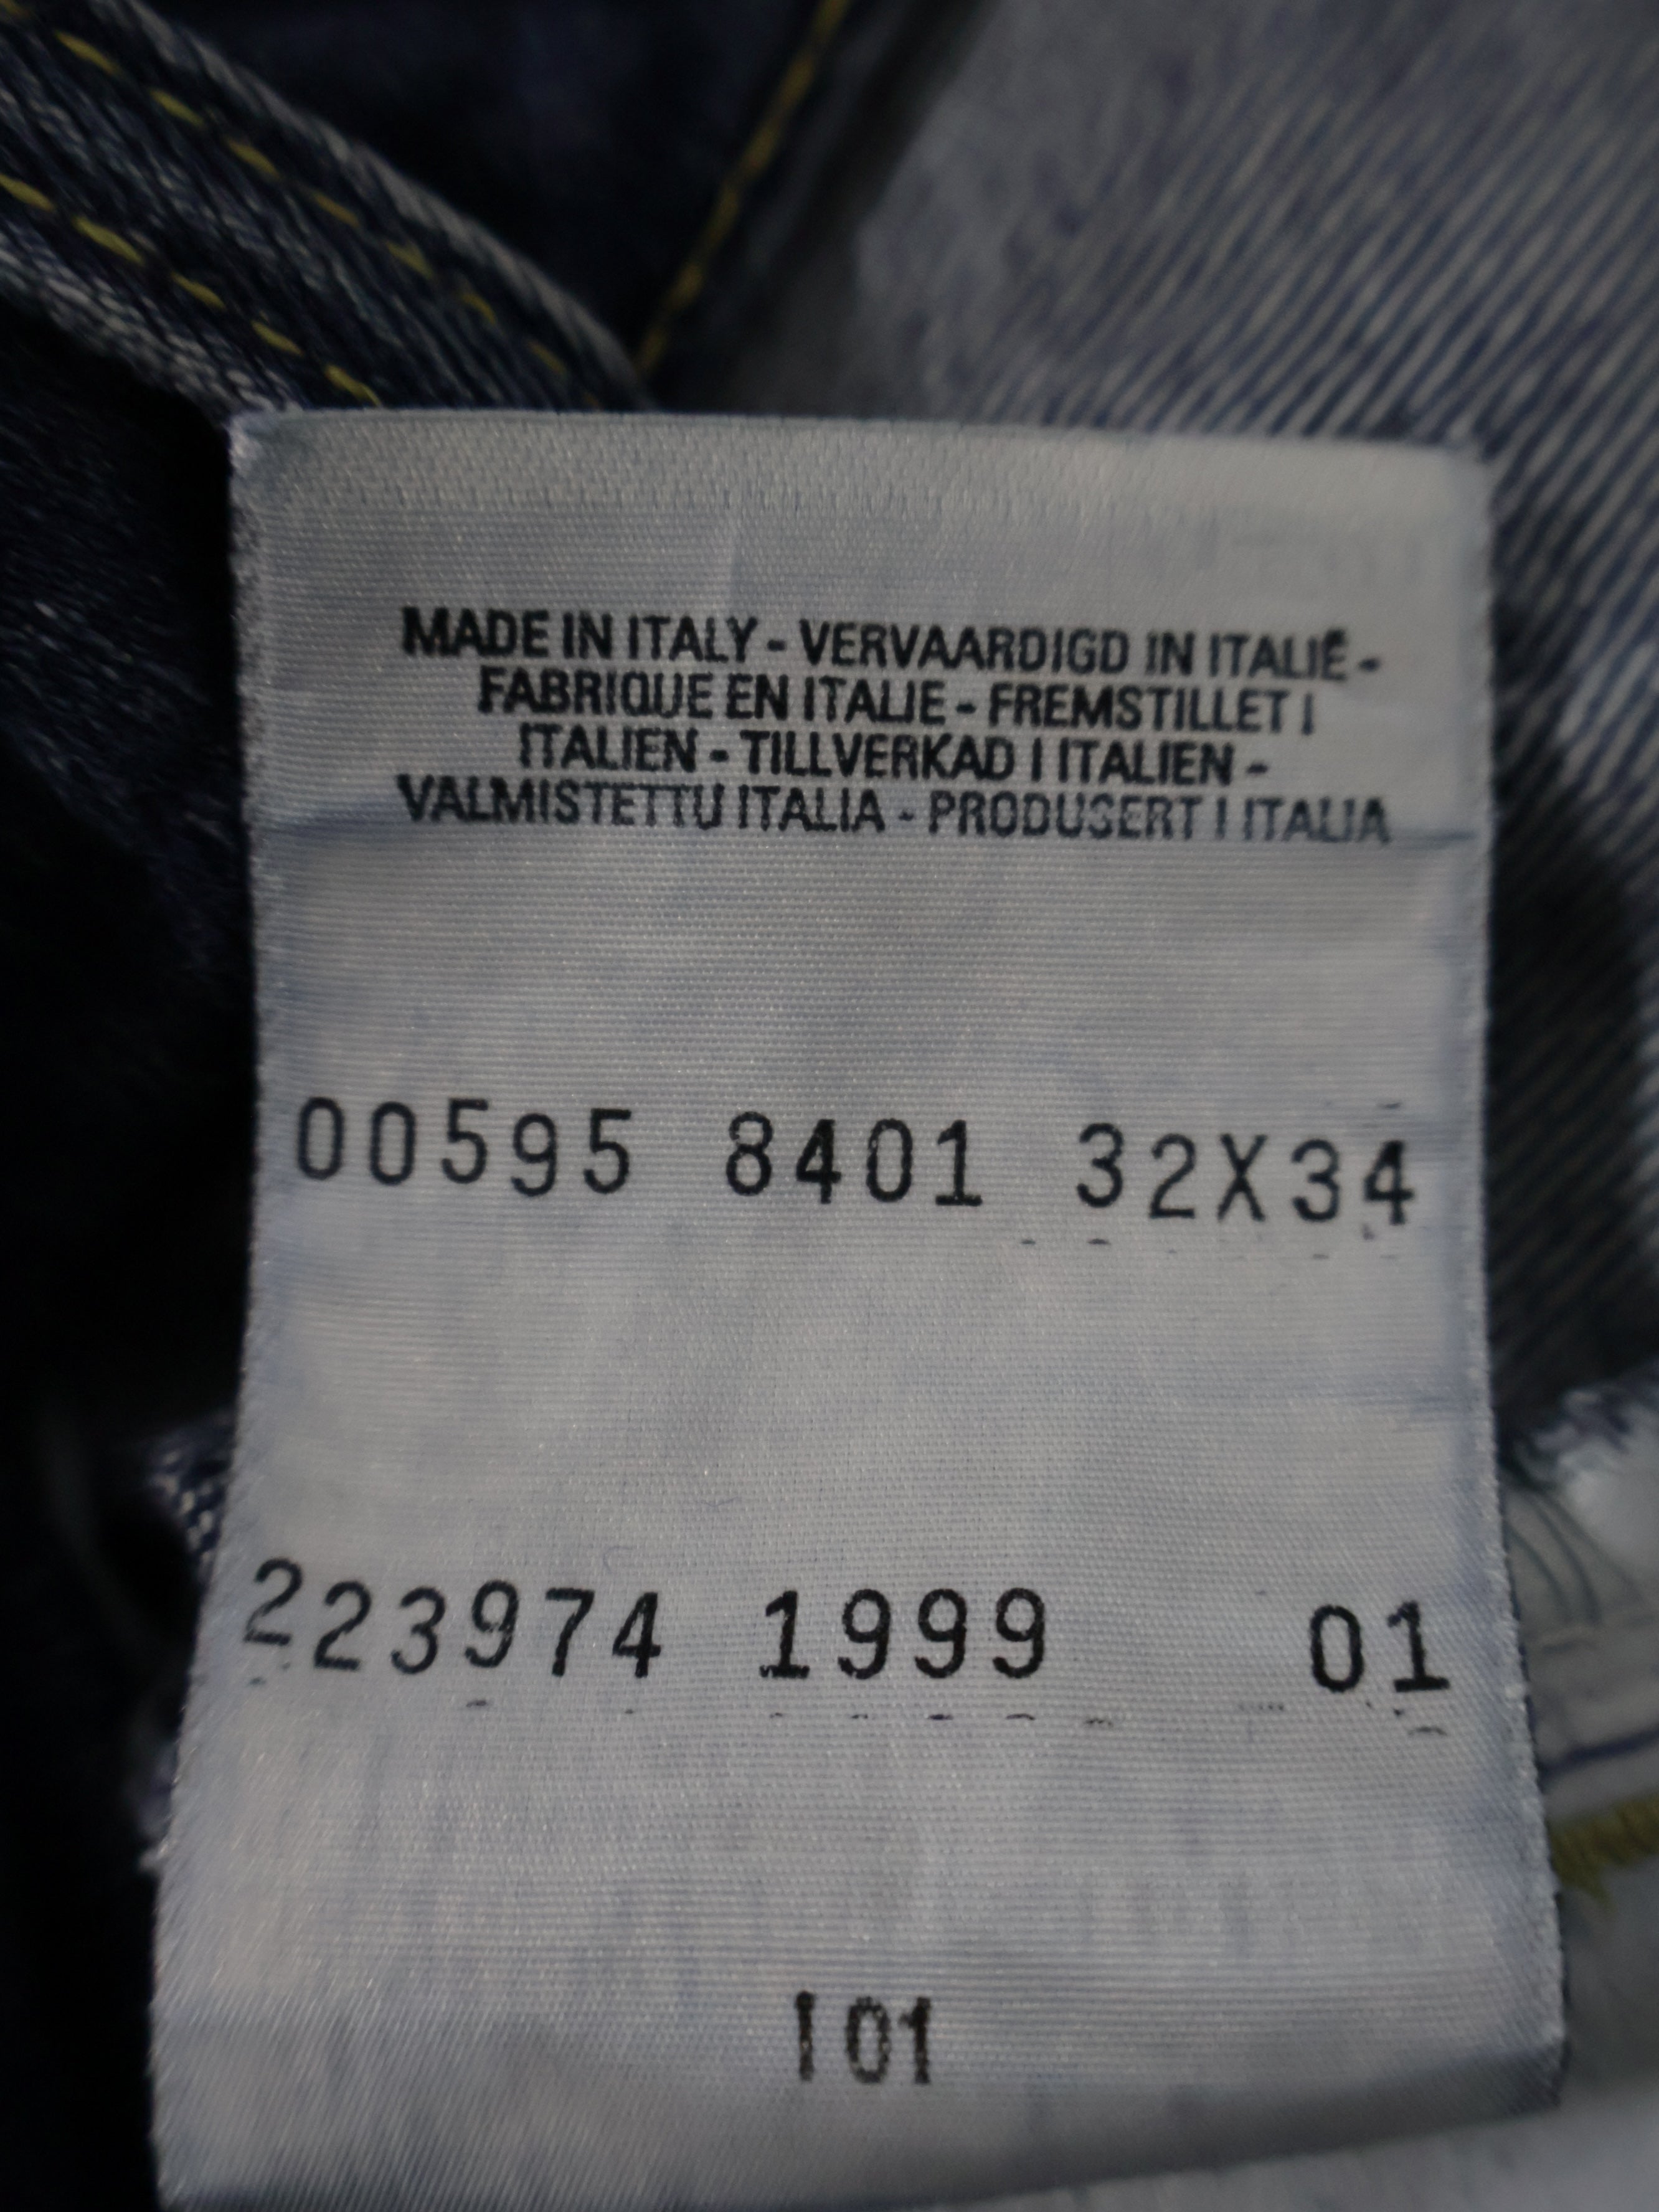 MADE IN ITALY - VERVAARDIGD IN ITALIË -
FABRIQUE EN ITALIE - FREMSTILLET I
ITALIEN - TILLVERKAD I ITALIEN -
VALMISTETTU ITALIA - PRODUSERT I ITALIA
00595 8401 32X34
223974 1999 01
I 01